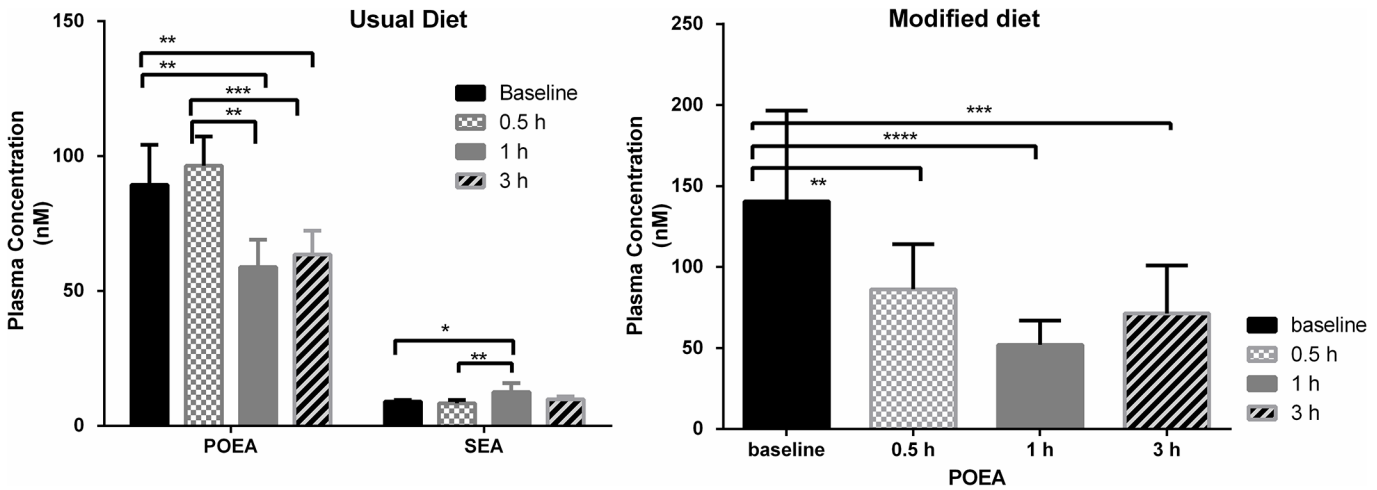 Usual Diet
150
100
50
0
Plasma Concentration
(nM)
**
**
***
**
*
**
Baseline
0.5 h
1 h
3 h
POEA
SEA
Modified diet
250
200
150
100
50
0
Plasma Concentration
(nM)
***
****
**
baseline
0.5 h
1 h
3 h
baseline
0.5 h
1 h
3 h
POEA